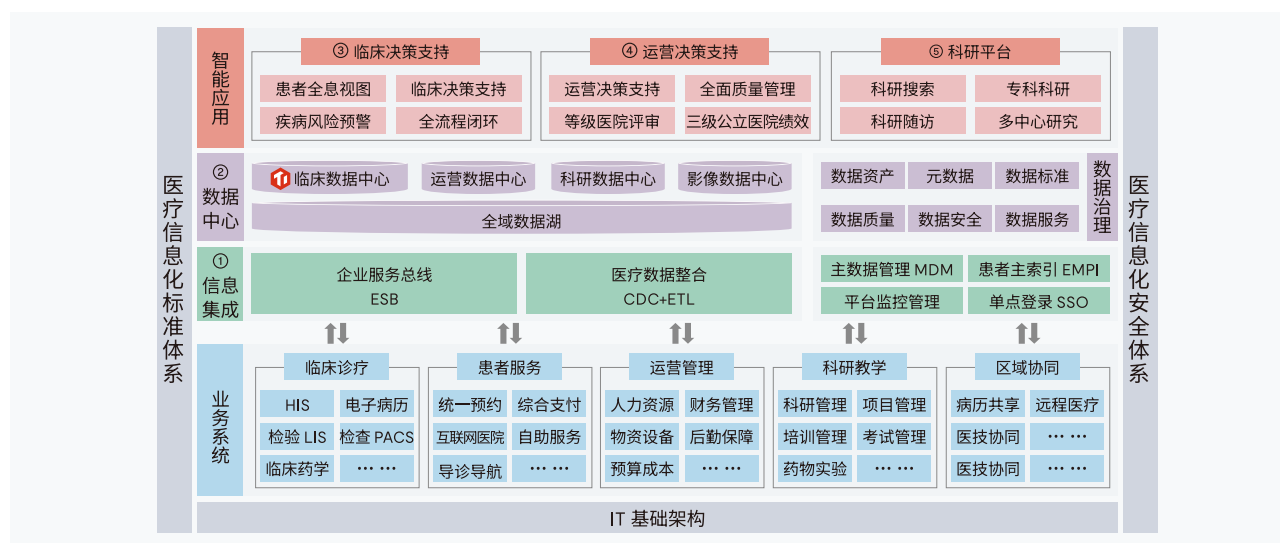 医疗信息化标准体系
智能应用
③ 临床决策支持
患者全息视图
临床决策支持
疾病风险预警
全流程闭环
④ 运营决策支持
运营决策支持
全面质量管理
等级医院评审
三级公立医院绩效
⑤ 科研平台
科研搜索
专科科研
科研随访
多中心研究
②
数据
中心
临床数据中心
运营数据中心
科研数据中心
影像数据中心
全域数据湖
数据资产
元数据
数据标准
数据质量
数据安全
数据服务
数据治理
①
信息
集成
企业服务总线
ESB
医疗数据整合
CDC+ETL
主数据管理 MDM
患者主索引 EMPI
平台监控管理
单点登录 SSO
业务系统
临床诊疗
HIS
电子病历
检验 LIS
检查 PACS
临床药学
··· ···
患者服务
统一预约
综合支付
互联网医院
自助服务
导诊导航
··· ···
运营管理
人力资源
财务管理
物资设备
后勤保障
预算成本
··· ···
科研教学
科研管理
项目管理
培训管理
考试管理
药物实验
··· ···
区域协同
病历共享
远程医疗
医技协同
··· ···
医技协同
··· ···
IT 基础架构
医疗信息化安全体系